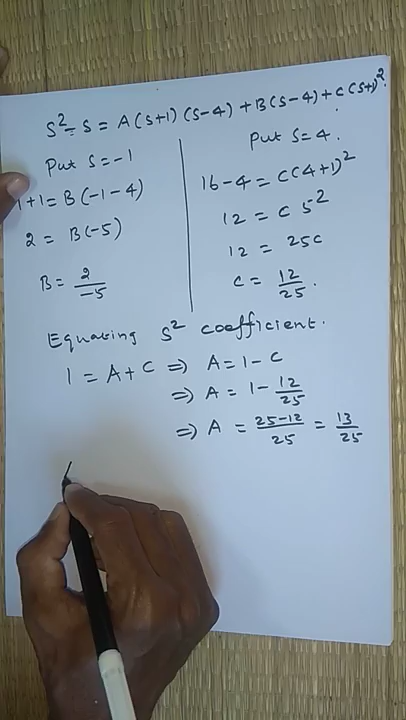 S² - S = A(S+1)(S-4) + B(S-4) + C(S+1)².
Put S=-1
1+1 = B(-1-4)
2 = B(-5)
B = 2/-5
Put S=4.
16-4 = C(4+1)²
12 = C 5²
12 = 25C
C = 12/25.
Equating S² coefficient.
1 = A+C ⇒ A = 1-C
⇒ A = 1 - 12/25
⇒ A = 25-12/25 = 13/25